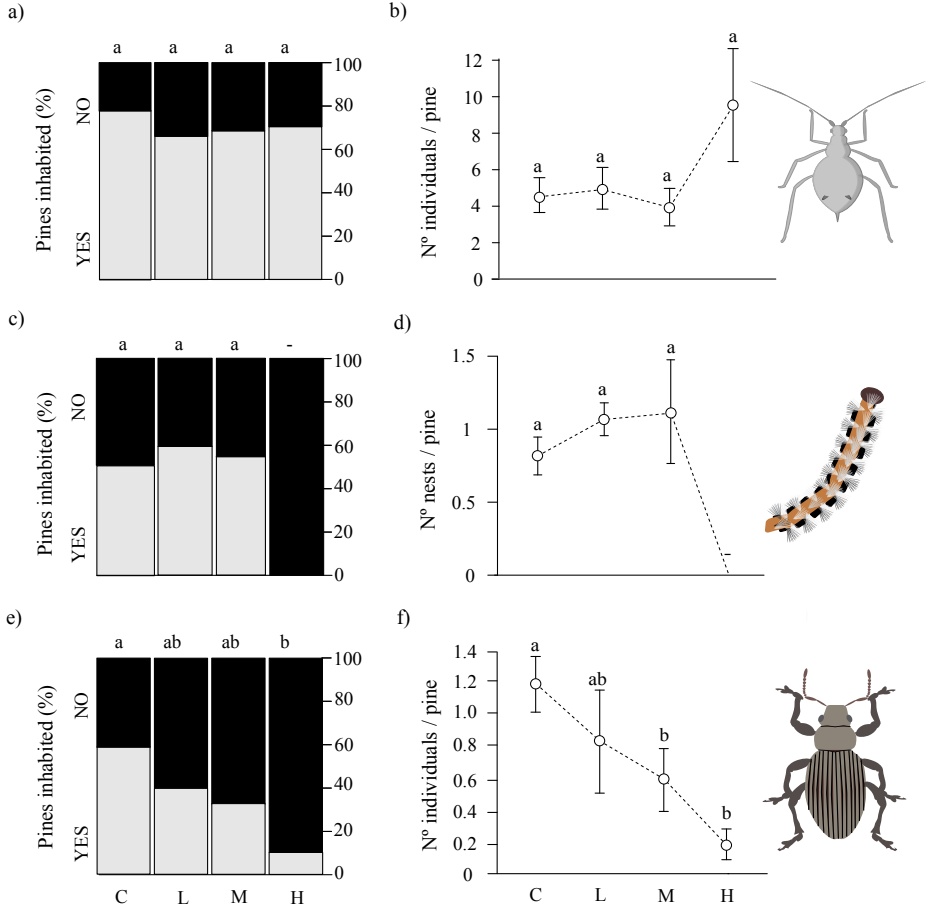 a)
a a a a
Pines inhabited (%)
YES NO
100
80
60
40
20
0
b)
Nº individuals / pine
12
10
8
6
4
2
0
a a a a
c)
a a a -
Pines inhabited (%)
YES NO
100
80
60
40
20
0
d)
Nº nests / pine
1.5
1
0.5
0
a a a -
e)
a ab ab b
Pines inhabited (%)
YES NO
100
80
60
40
20
0
C L M H
f)
Nº individuals / pine
1.4
1.2
1.0
0.8
0.6
0.4
0.2
0
a ab b b
C L M H